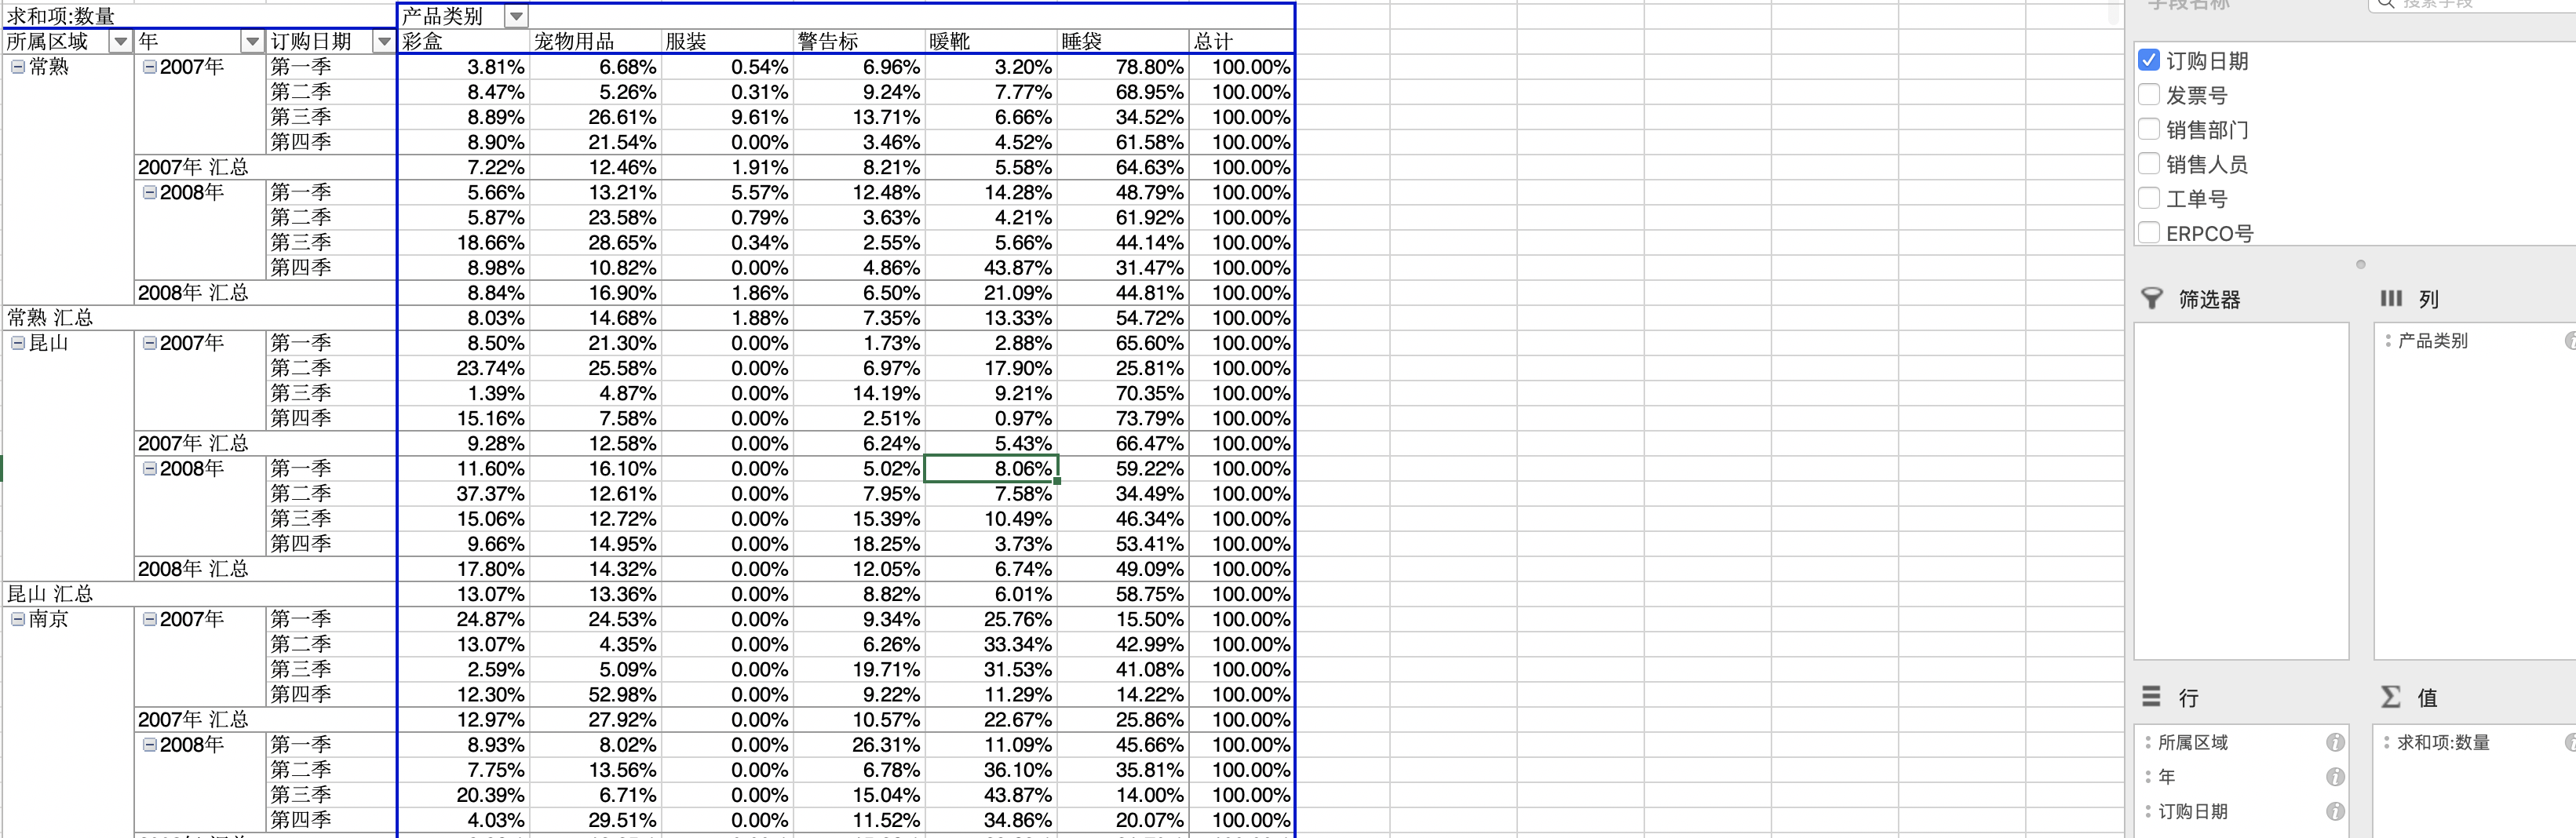 求和项:数量 产品类别
所属区域 年 订购日期 彩盒 宠物用品 服装 警告标 暖靴 睡袋 总计
常熟 2007年 第一季 3.81% 6.68% 0.54% 6.96% 3.20% 78.80% 100.00%
第二季 8.47% 5.26% 0.31% 9.24% 7.77% 68.95% 100.00%
第三季 8.89% 26.61% 9.61% 13.71% 6.66% 34.52% 100.00%
第四季 8.90% 21.54% 0.00% 3.46% 4.52% 61.58% 100.00%
2007年 汇总 7.22% 12.46% 1.91% 8.21% 5.58% 64.63% 100.00%
2008年 第一季 5.66% 13.21% 5.57% 12.48% 14.28% 48.79% 100.00%
第二季 5.87% 23.58% 0.79% 3.63% 4.21% 61.92% 100.00%
第三季 18.66% 28.65% 0.34% 2.55% 5.66% 44.14% 100.00%
第四季 8.98% 10.82% 0.00% 4.86% 43.87% 31.47% 100.00%
2008年 汇总 8.84% 16.90% 1.86% 6.50% 21.09% 44.81% 100.00%
常熟 汇总 8.03% 14.68% 1.88% 7.35% 13.33% 54.72% 100.00%
昆山 2007年 第一季 8.50% 21.30% 0.00% 1.73% 2.88% 65.60% 100.00%
第二季 23.74% 25.58% 0.00% 6.97% 17.90% 25.81% 100.00%
第三季 1.39% 4.87% 0.00% 14.19% 9.21% 70.35% 100.00%
第四季 15.16% 7.58% 0.00% 2.51% 0.97% 73.79% 100.00%
2007年 汇总 9.28% 12.58% 0.00% 6.24% 5.43% 66.47% 100.00%
2008年 第一季 11.60% 16.10% 0.00% 5.02% 8.06% 59.22% 100.00%
第二季 37.37% 12.61% 0.00% 7.95% 7.58% 34.49% 100.00%
第三季 15.06% 12.72% 0.00% 15.39% 10.49% 46.34% 100.00%
第四季 9.66% 14.95% 0.00% 18.25% 3.73% 53.41% 100.00%
2008年 汇总 17.80% 14.32% 0.00% 12.05% 6.74% 49.09% 100.00%
昆山 汇总 13.07% 13.36% 0.00% 8.82% 6.01% 58.75% 100.00%
南京 2007年 第一季 24.87% 24.53% 0.00% 9.34% 25.76% 15.50% 100.00%
第二季 13.07% 4.35% 0.00% 6.26% 33.34% 42.99% 100.00%
第三季 2.59% 5.09% 0.00% 19.71% 31.53% 41.08% 100.00%
第四季 12.30% 52.98% 0.00% 9.22% 11.29% 14.22% 100.00%
2007年 汇总 12.97% 27.92% 0.00% 10.57% 22.67% 25.86% 100.00%
2008年 第一季 8.93% 8.02% 0.00% 26.31% 11.09% 45.66% 100.00%
第二季 7.75% 13.56% 0.00% 6.78% 36.10% 35.81% 100.00%
第三季 20.39% 6.71% 0.00% 15.04% 43.87% 14.00% 100.00%
第四季 4.03% 29.51% 0.00% 11.52% 34.86% 20.07% 100.00%
字段名称 搜索字段
订购日期
发票号
销售部门
销售人员
工单号
ERPCO号
筛选器 列
产品类别
行 值
所属区域 求和项:数量
年
订购日期